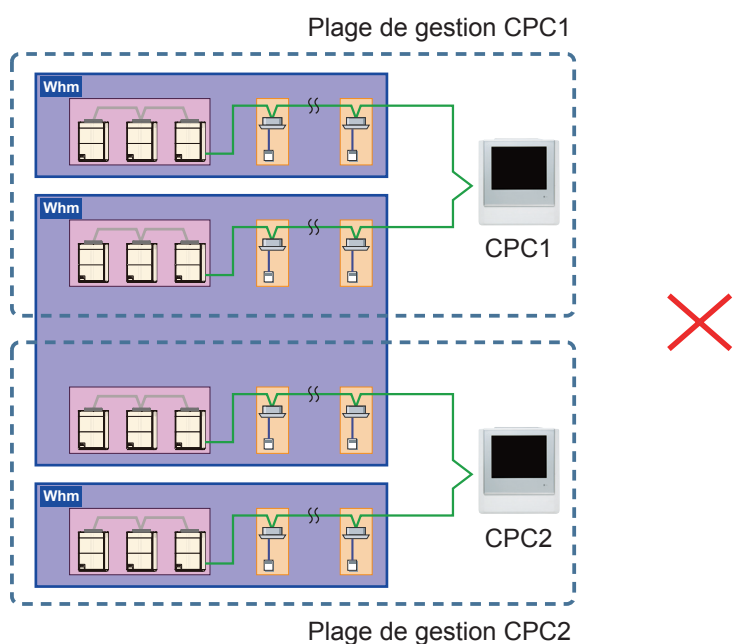 Plage de gestion CPC1
Whm
Whm
CPC1
Whm
CPC2
Plage de gestion CPC2